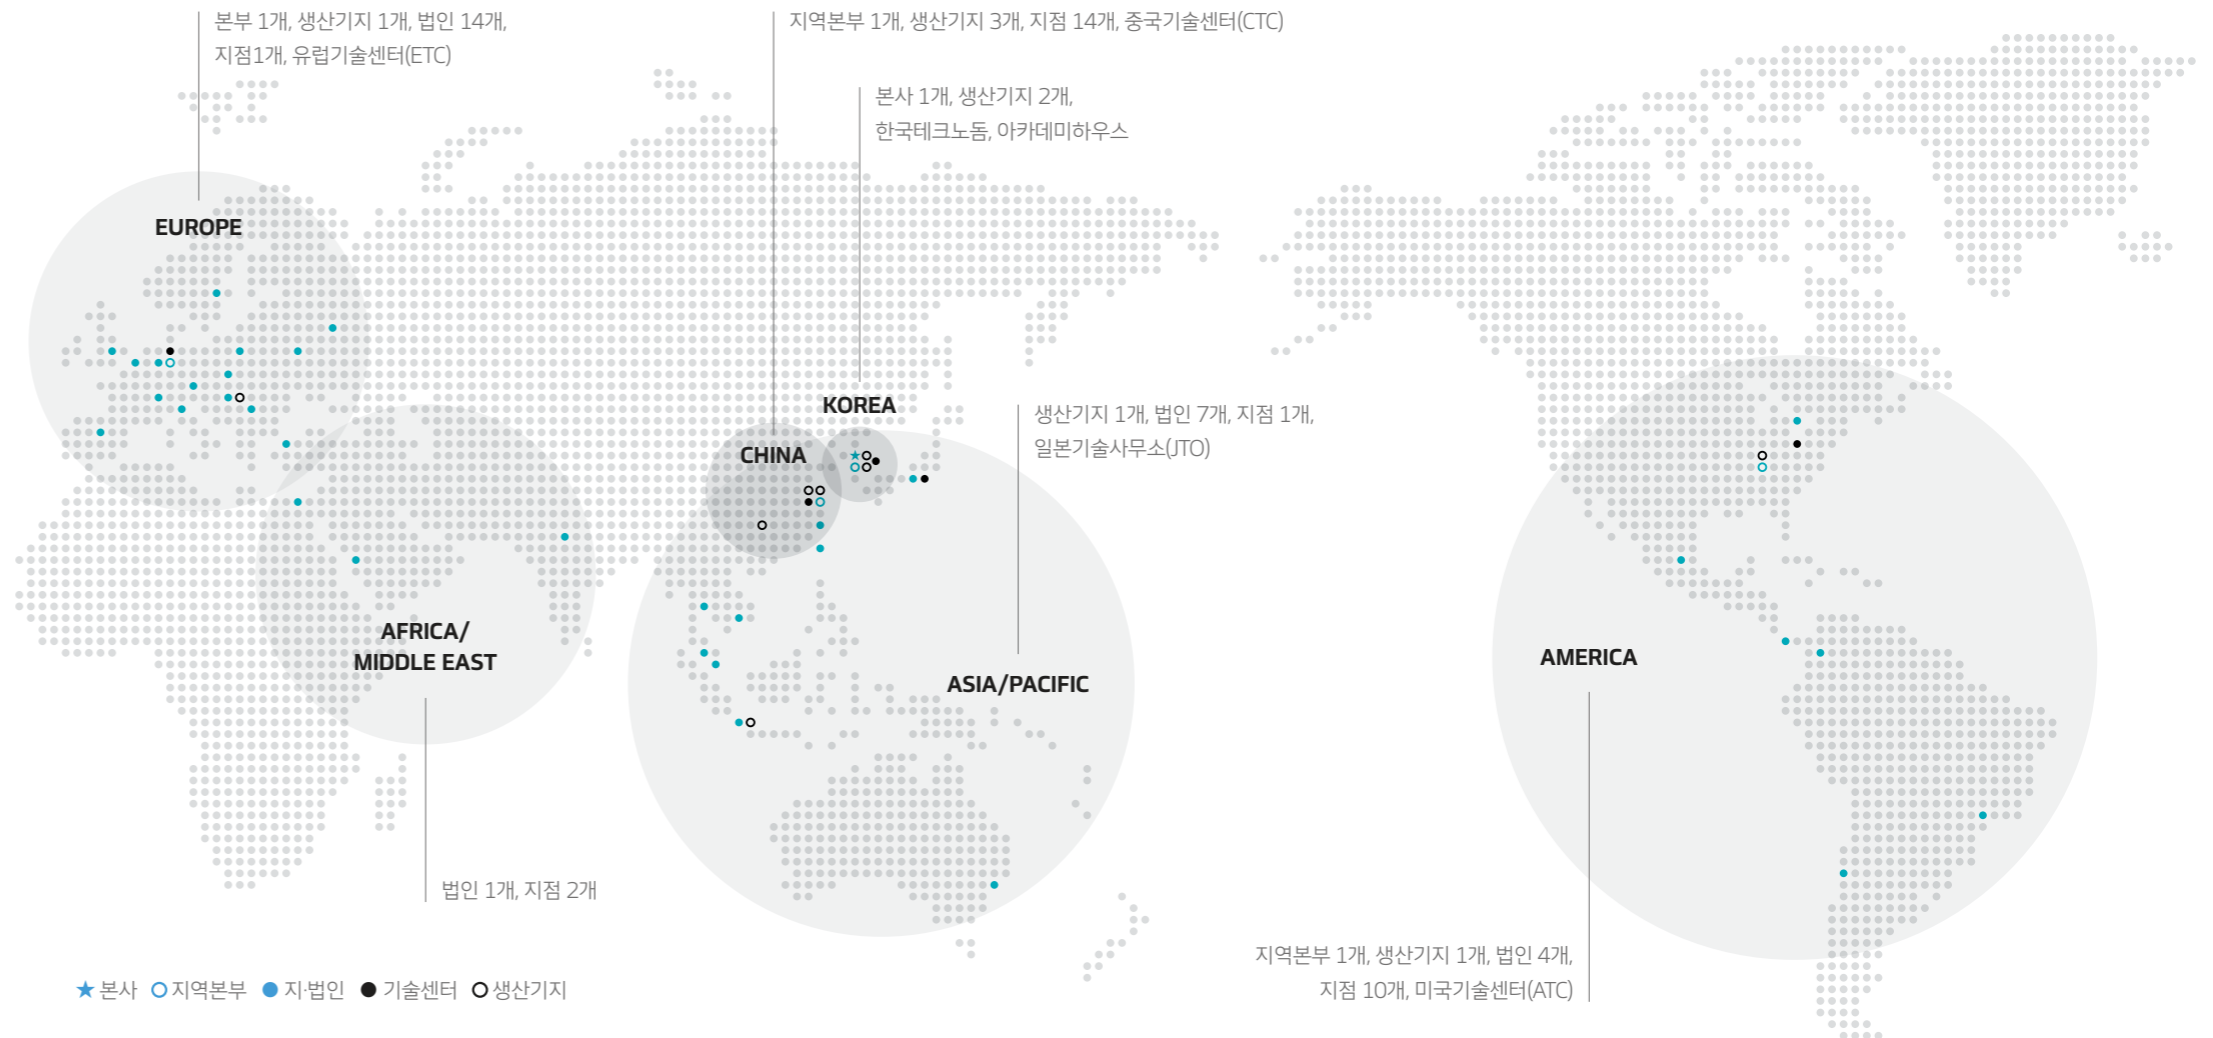 본부 1개, 생산기지 1개, 법인 14개,
지점1개, 유럽기술센터(ETC)
지역본부 1개, 생산기지 3개, 지점 14개, 중국기술센터(CTC)
본사 1개, 생산기지 2개,
한국테크노돔, 아카데미하우스
EUROPE
KOREA
CHINA
생산기지 1개, 법인 7개, 지점 1개,
일본기술사무소(JTO)
AFRICA/
MIDDLE EAST
ASIA/PACIFIC
AMERICA
법인 1개, 지점 2개
지역본부 1개, 생산기지 1개, 법인 4개,
지점 10개, 미국기술센터(ATC)
★ 본사 지역본부 지·법인 기술센터 생산기지